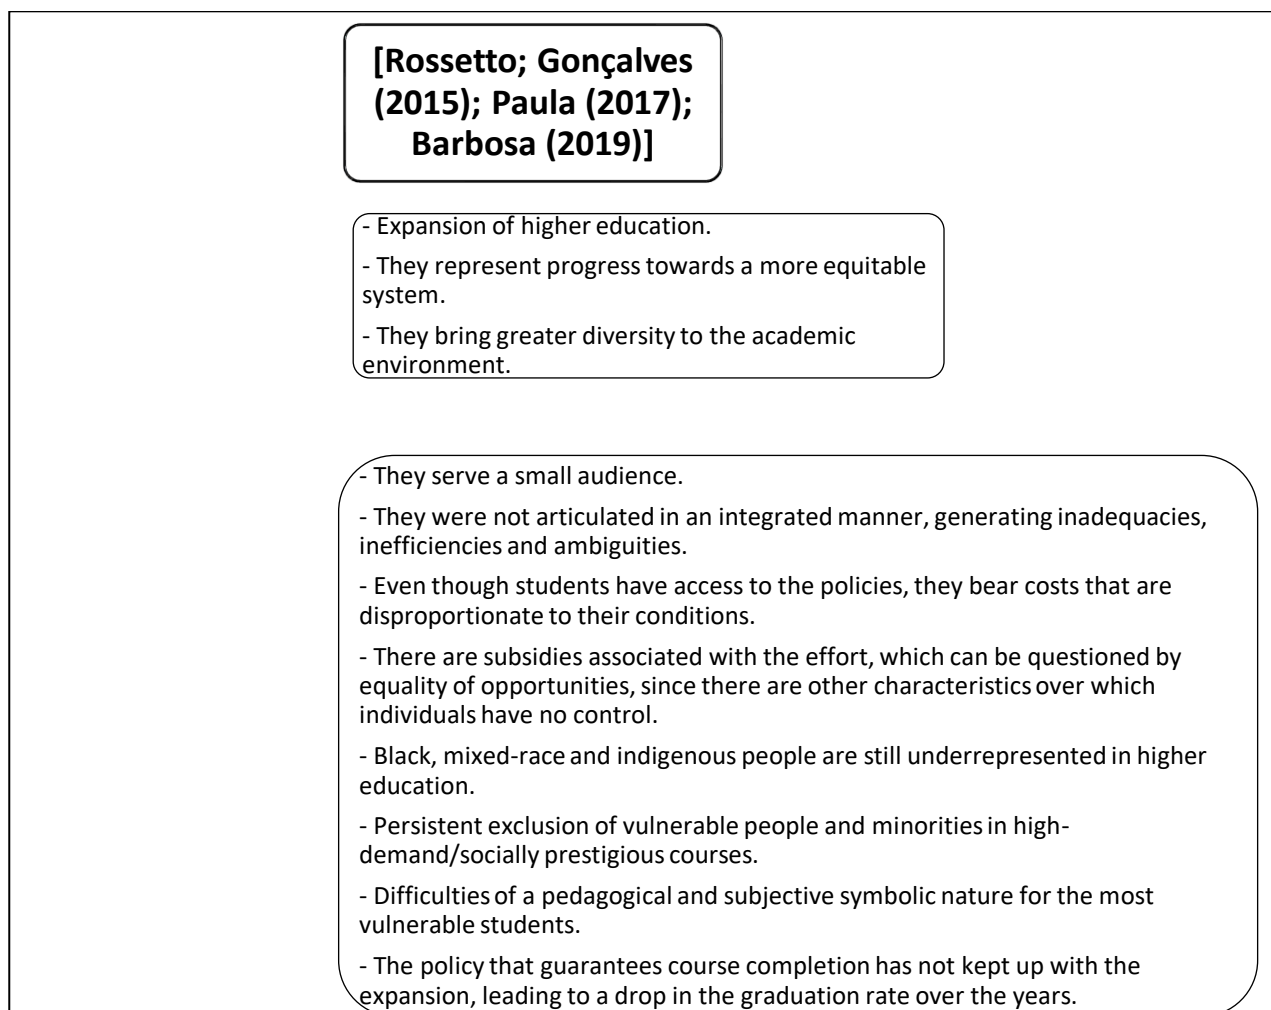 [Rossetto; Gonçalves
(2015); Paula (2017);
Barbosa (2019)]
- Expansion of higher education.
- They represent progress towards a more equitable
system.
- They bring greater diversity to the academic
environment.
- They serve a small audience.
- They were not articulated in an integrated manner, generating inadequacies,
inefficiencies and ambiguities.
- Even though students have access to the policies, they bear costs that are
disproportionate to their conditions.
- There are subsidies associated with the effort, which can be questioned by
equality of opportunities, since there are other characteristics over which
individuals have no control.
- Black, mixed-race and indigenous people are still underrepresented in higher
education.
- Persistent exclusion of vulnerable people and minorities in high-
demand/socially prestigious courses.
- Difficulties of a pedagogical and subjective symbolic nature for the most
vulnerable students.
- The policy that guarantees course completion has not kept up with the
expansion, leading to a drop in the graduation rate over the years.